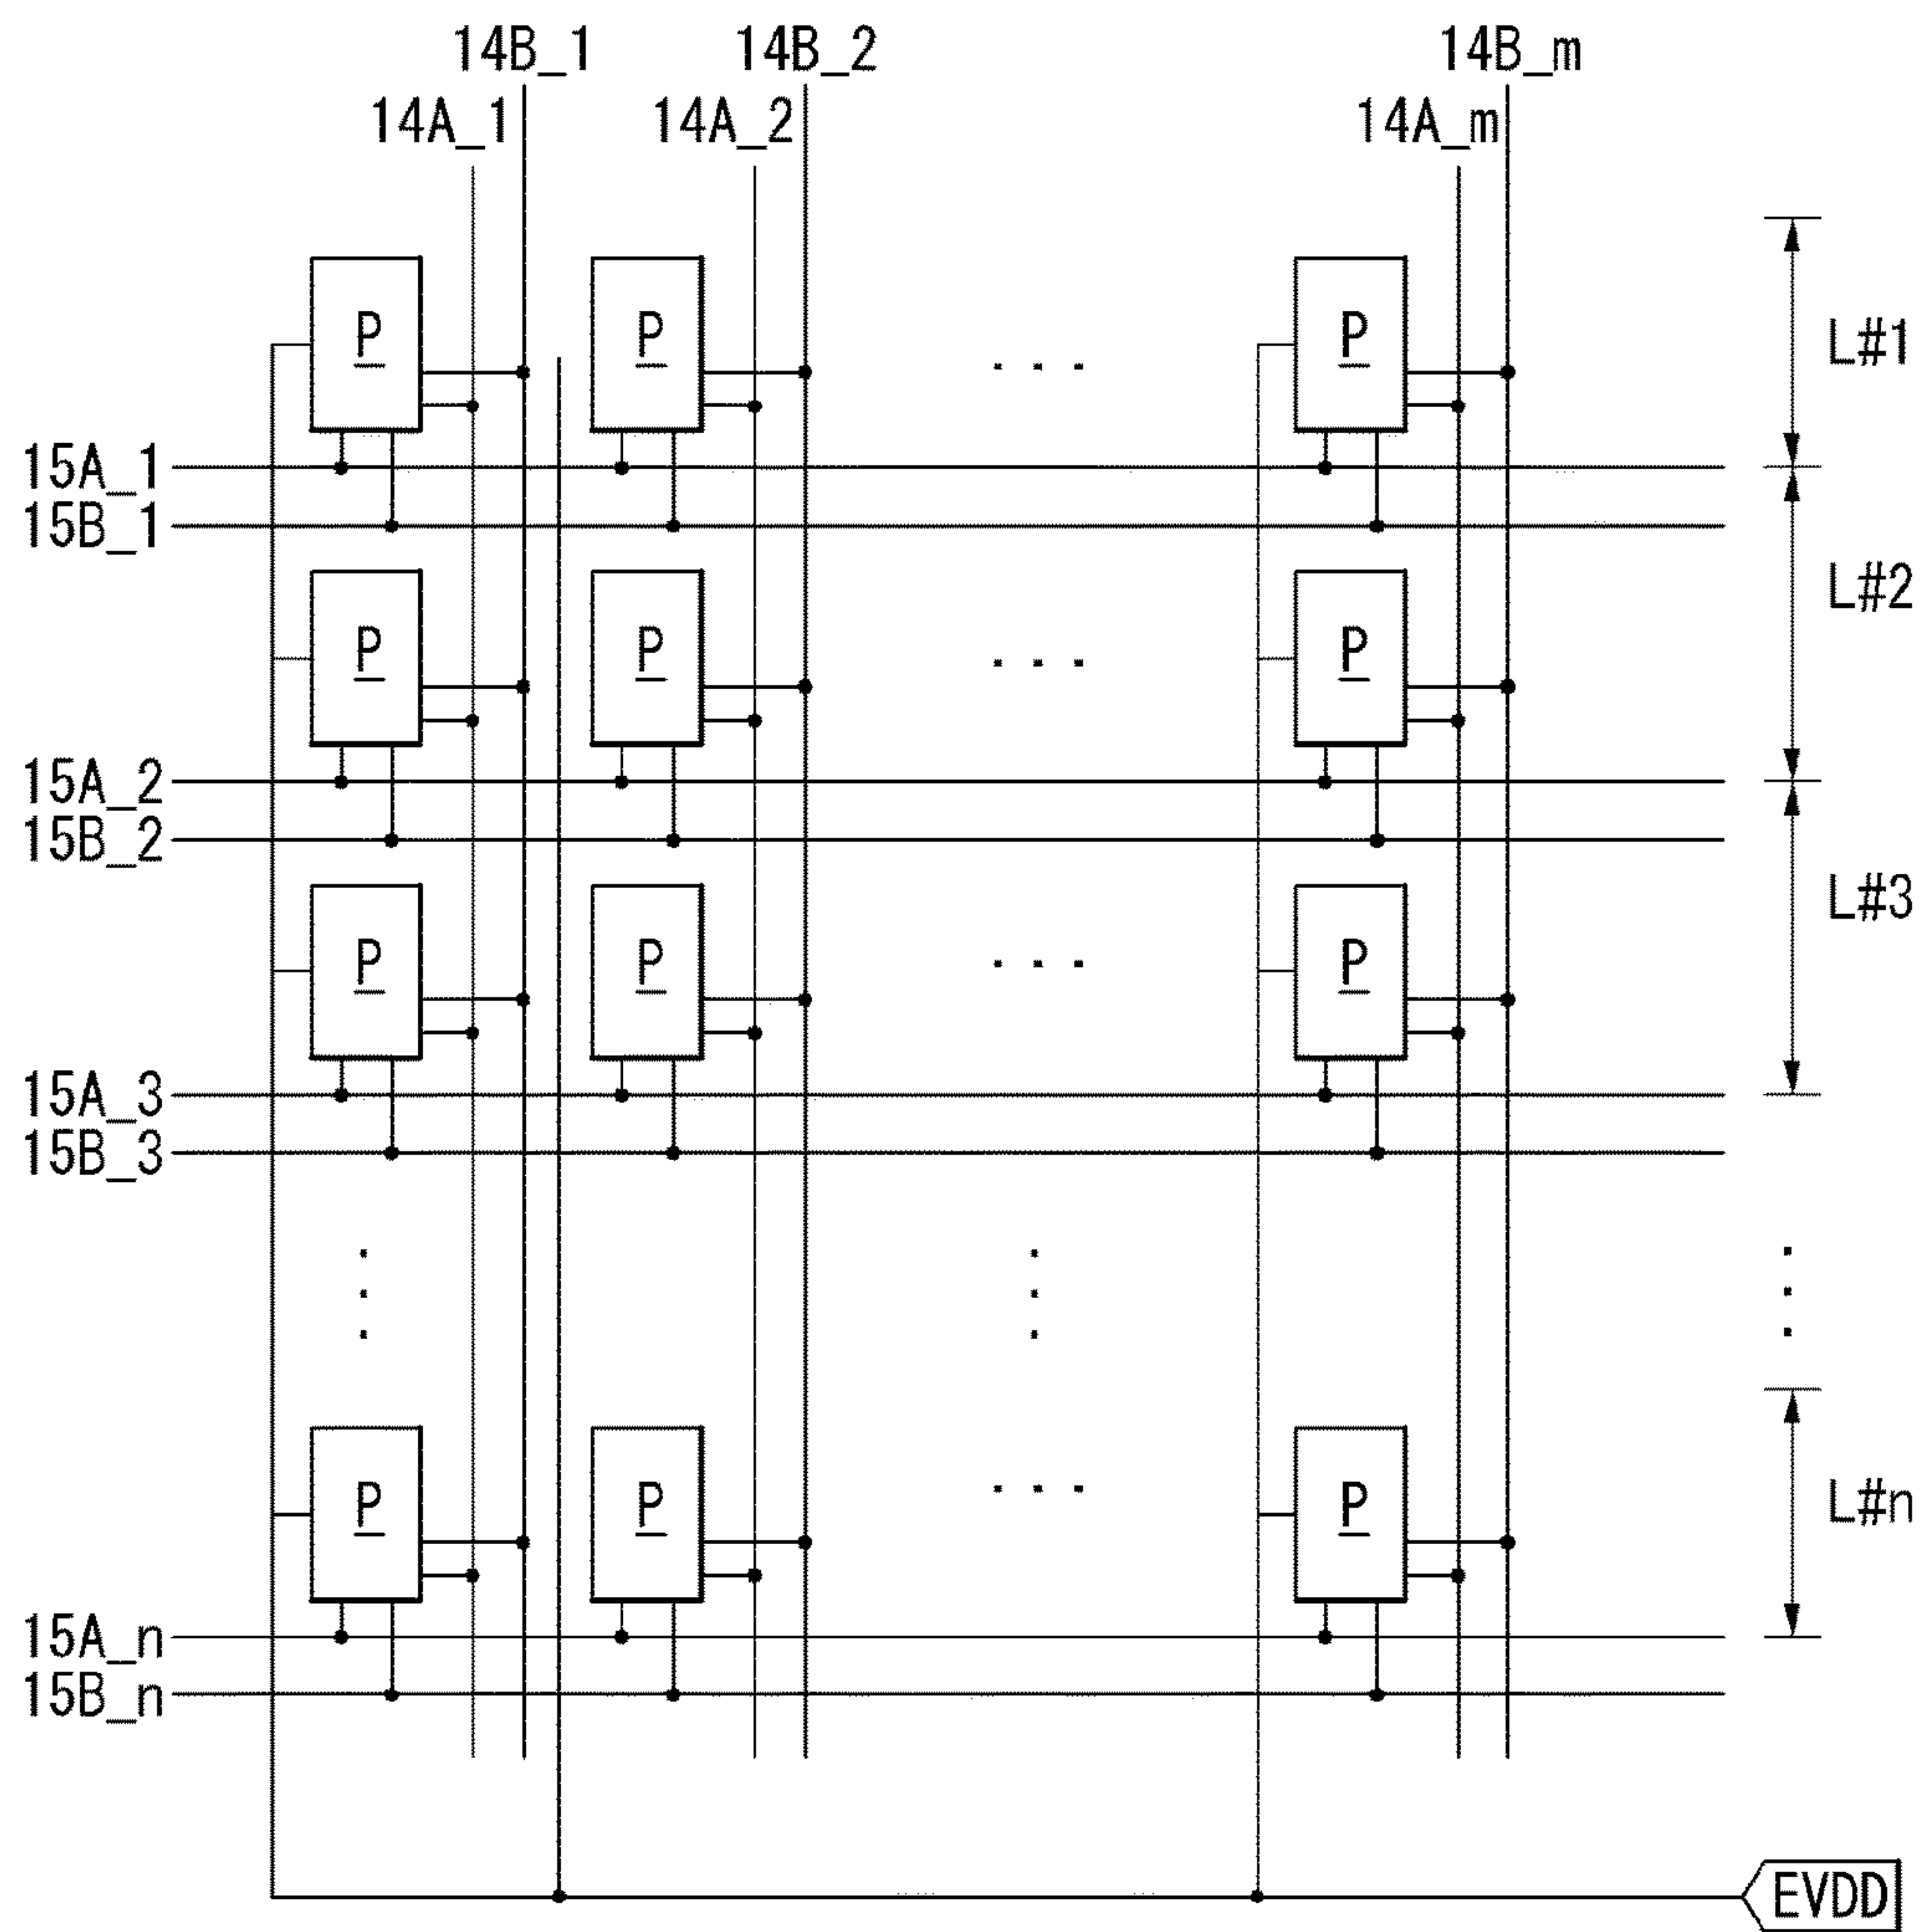 14B_1 14B_2 14B_m
14A_1 14A_2 14A_m
P P ... P L#1
15A_1
15B_1
P P ... P L#2
15A_2
15B_2
P P ... P L#3
15A_3
15B_3
P P ... P L#n
15A_n
15B_n
EVDD